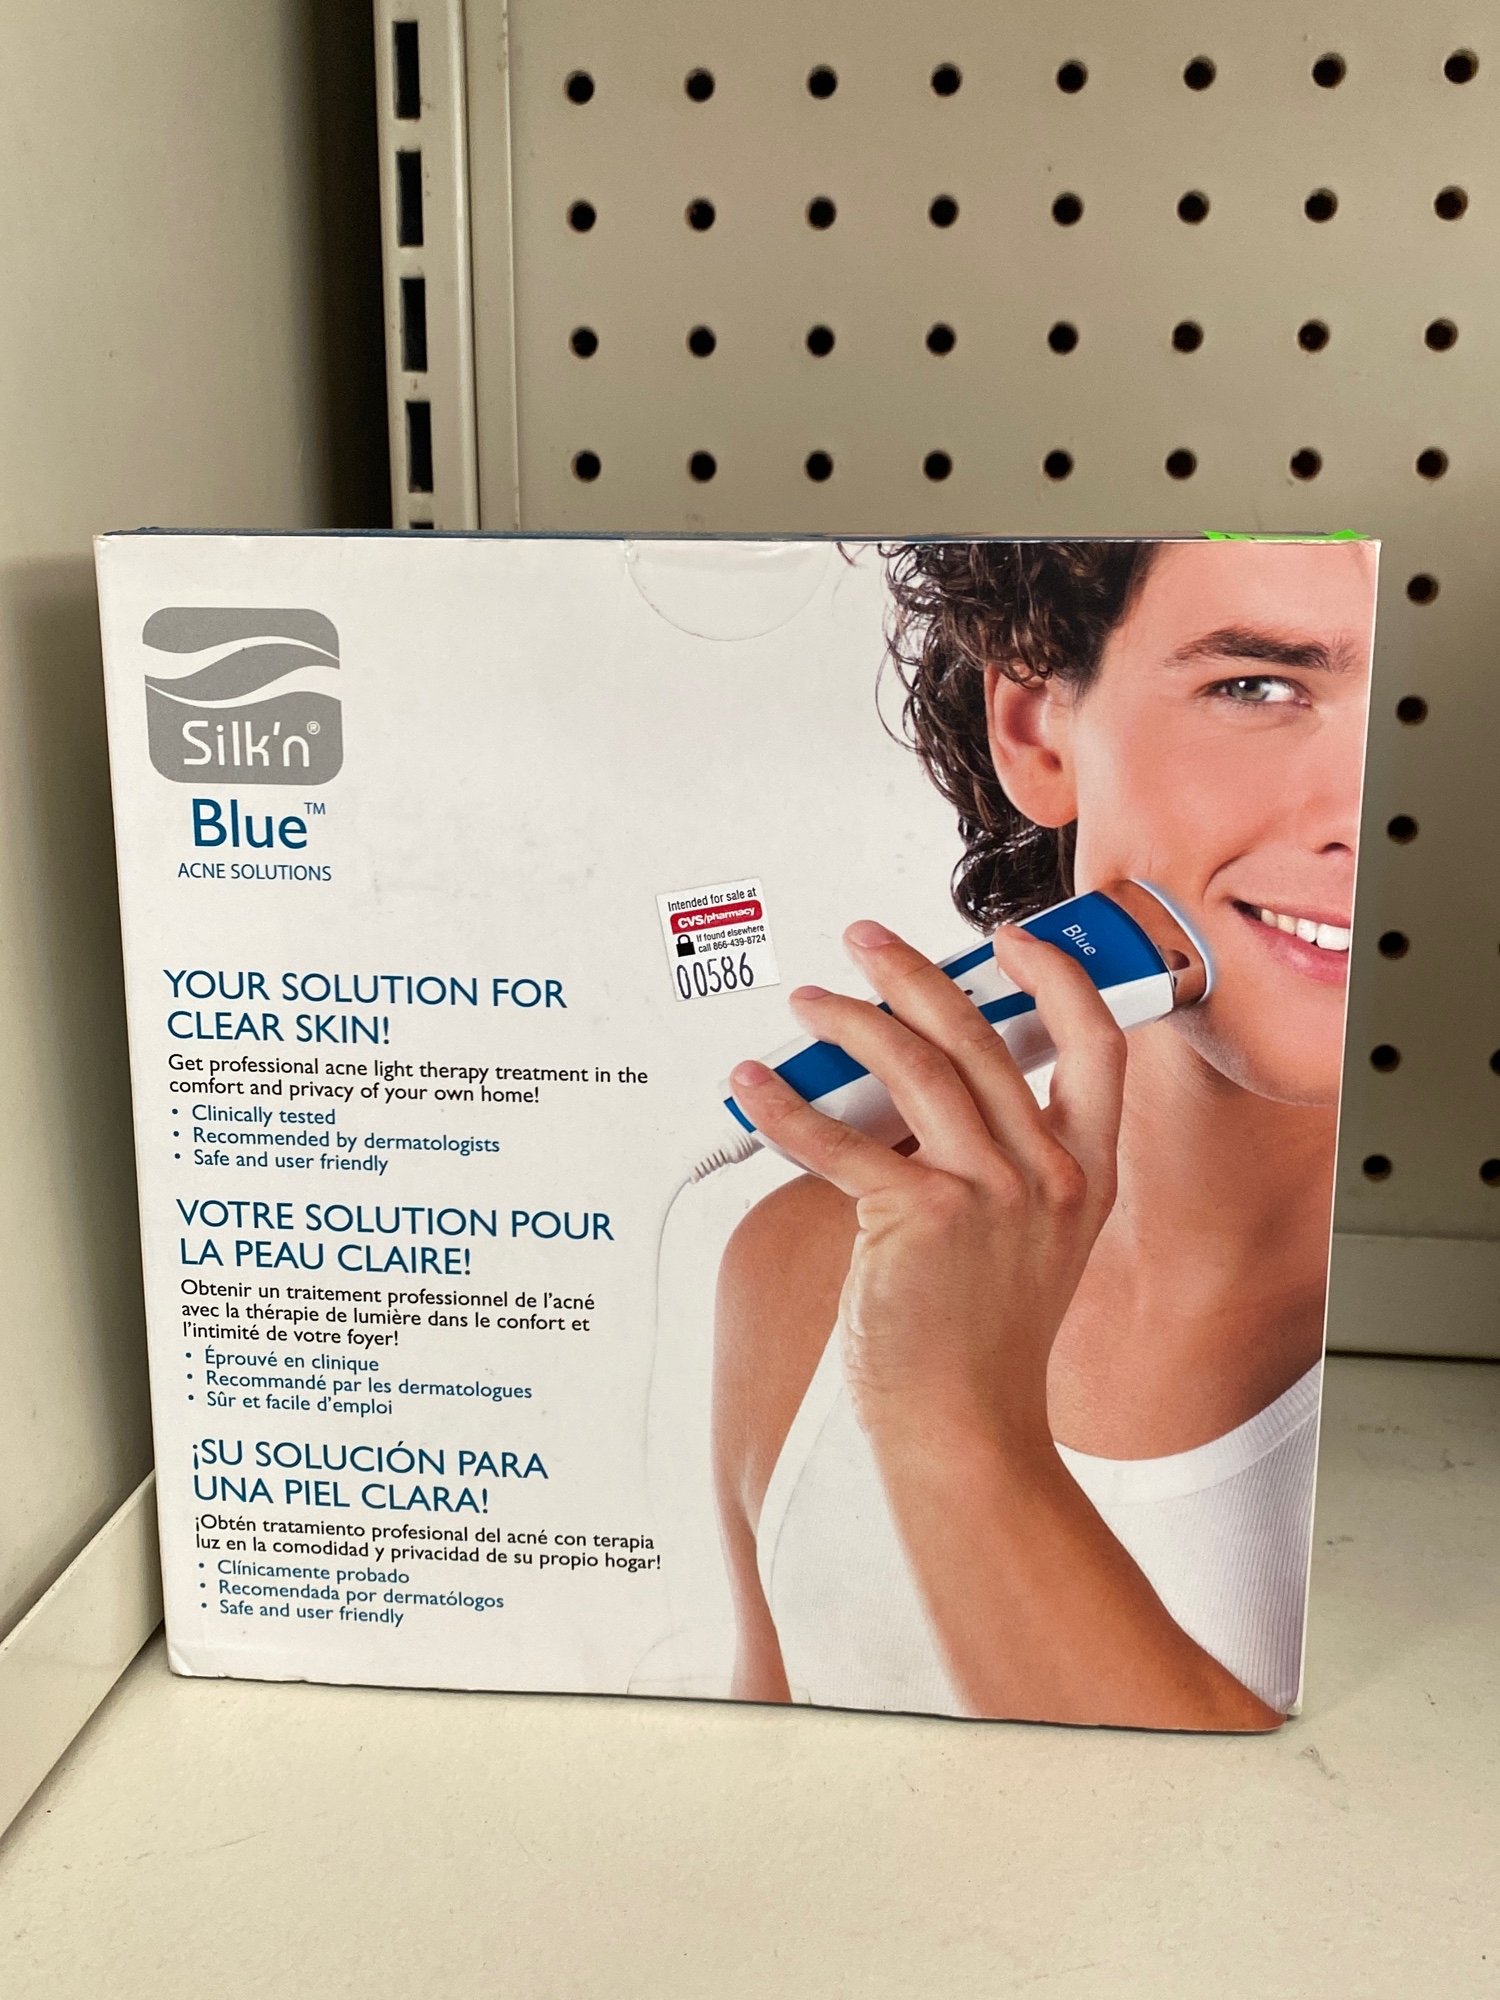 Silk'n®
Blue™
ACNE SOLUTIONS
Intended for sale at
CVS/pharmacy
If found elsewhere
call 866-439-8724
00586
Blue
YOUR SOLUTION FOR
CLEAR SKIN!
Get professional acne light therapy treatment in the
comfort and privacy of your own home!
• Clinically tested
• Recommended by dermatologists
• Safe and user friendly
VOTRE SOLUTION POUR
LA PEAU CLAIRE!
Obtenir un traitement professionnel de l'acné
avec la thérapie de lumière dans le confort et
l'intimité de votre foyer!
• Éprouvé en clinique
• Recommandé par les dermatologues
• Sûr et facile d'emploi
¡SU SOLUCIÓN PARA
UNA PIEL CLARA!
¡Obtén tratamiento profesional del acné con terapia
luz en la comodidad y privacidad de su propio hogar!
• Clínicamente probado
• Recomendada por dermatólogos
• Safe and user friendly